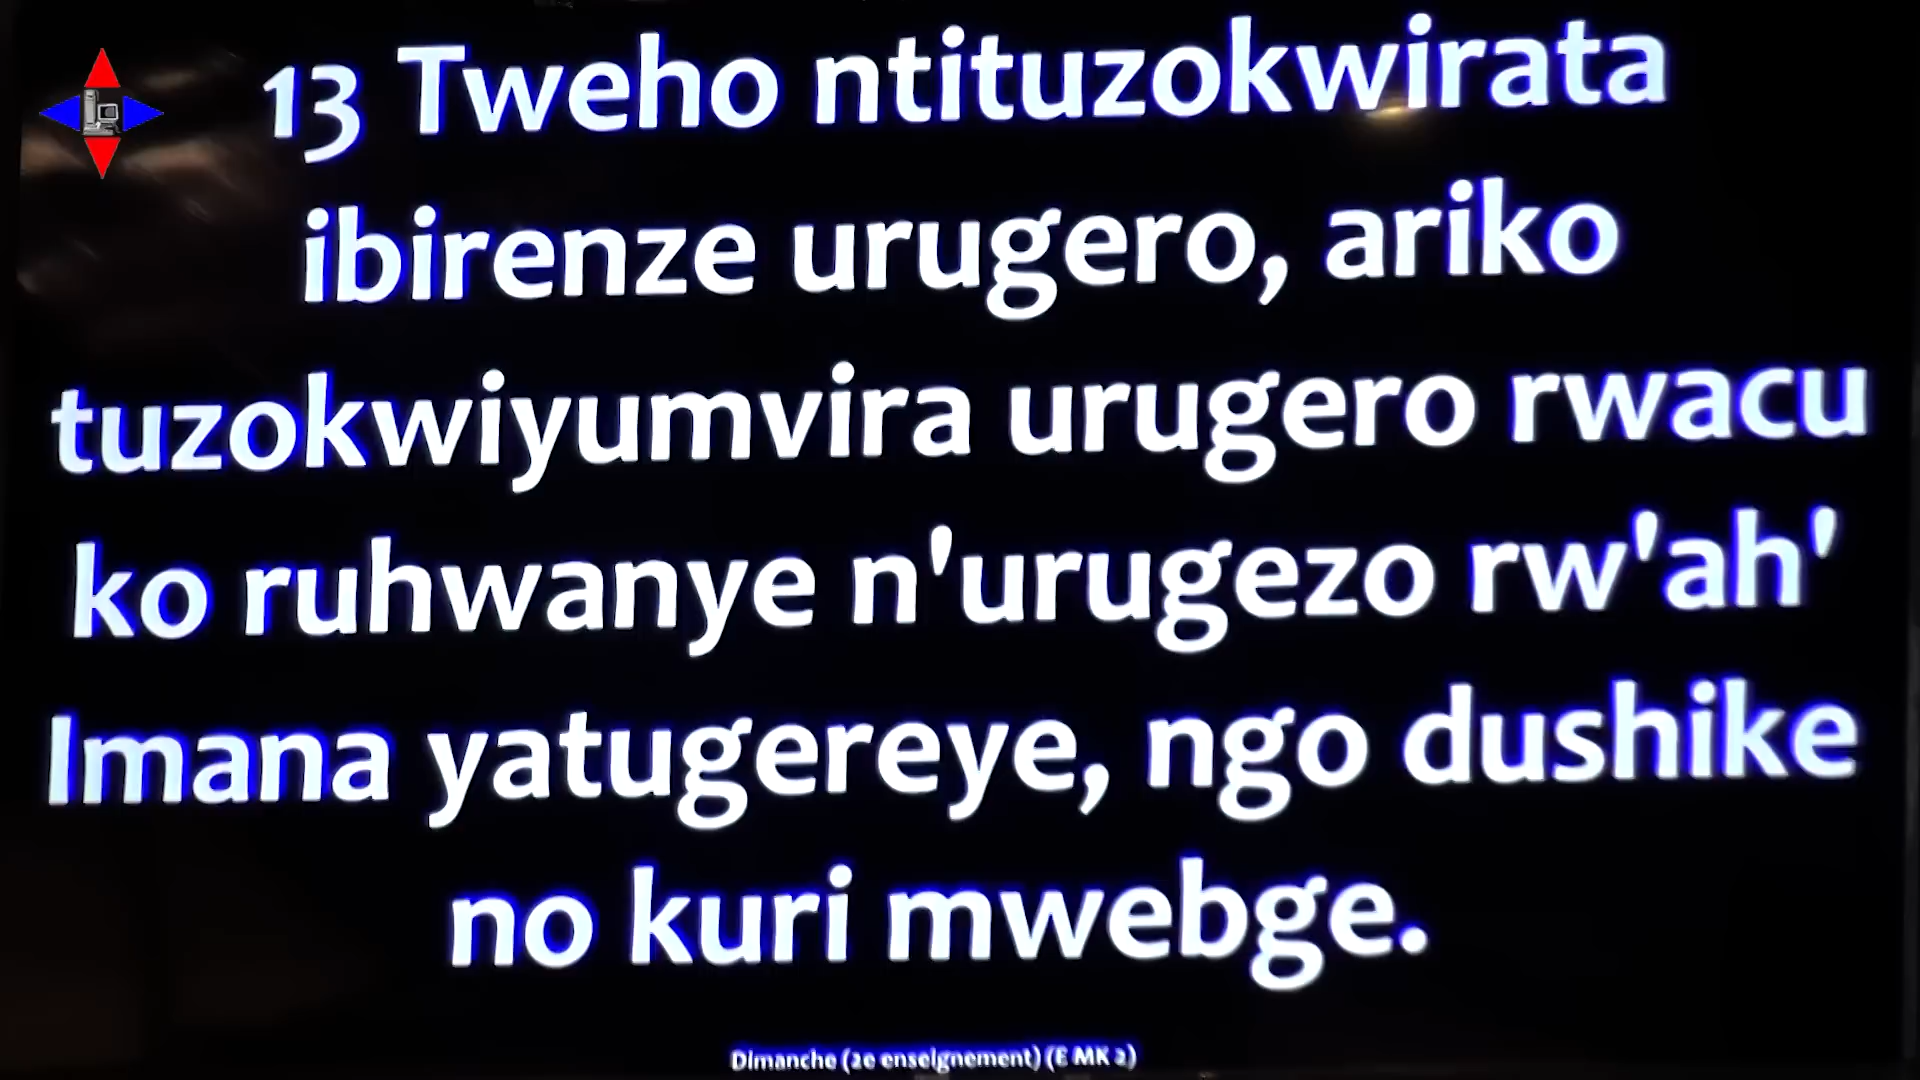 13 Tweho ntituzokwirata
ibirenze urugero, ariko
tuzokwiyumvira urugero rwacu
ko ruhwanye n'urugezo rw'ah'
Imana yatugereye, ngo dushike
no kuri mwebge.
Dimanche (2e enseignement) (E MK 2)